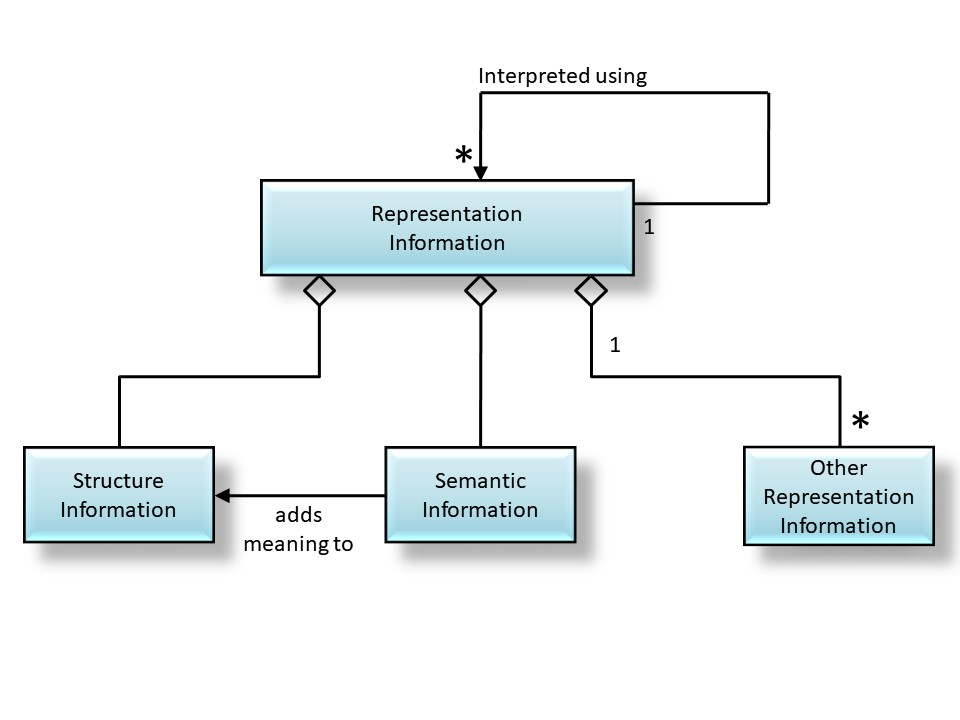 Interpreted using
*
Representation
Information
1
1
*
Structure
Information
adds
meaning to
Semantic
Information
Other
Representation
Information